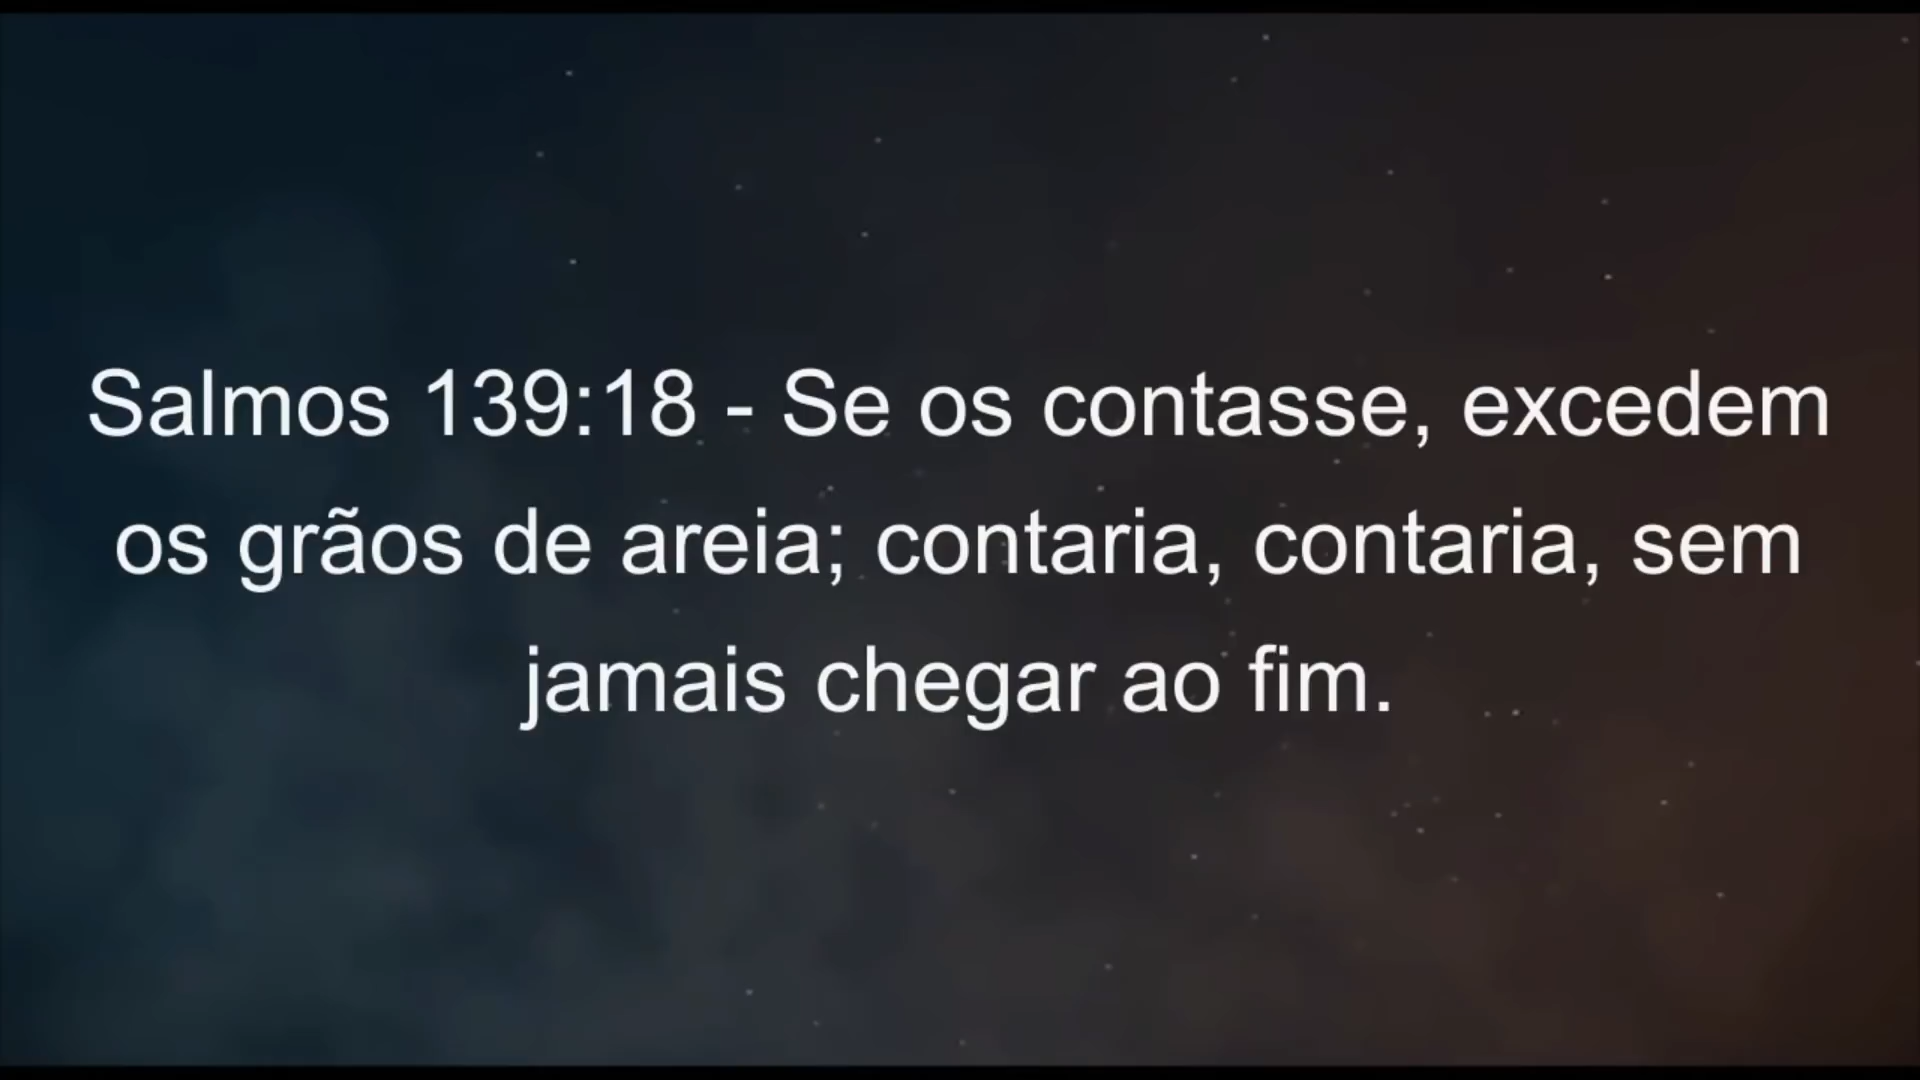 Salmos 139:18 - Se os contasse, excedem
os grãos de areia; contaria, contaria, sem
jamais chegar ao fim.